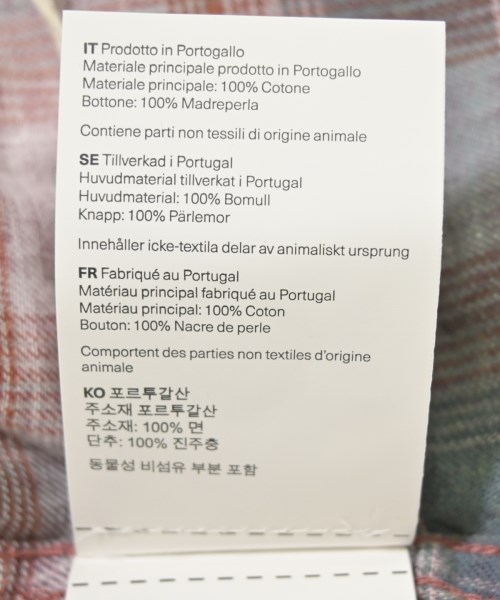 IT Prodotto in Portogallo
Materiale principale prodotto in Portogallo
Materiale principale: 100% Cotone
Bottone: 100% Madreperla
Contiene parti non tessili di origine animale
SE Tillverkad i Portugal
Huvudmaterial tillverkat i Portugal
Huvudmaterial: 100% Bomull
Knapp: 100% Pärlemor
Innehåller icke-textila delar av animaliskt ursprung
FR Fabriqué au Portugal
Matériau principal fabriqué au Portugal
Matériau principal: 100% Coton
Bouton: 100% Nacre de perle
Comportent des parties non textiles d'origine
animale
KO 포르투갈산
주소재 포르투갈산
주소재: 100% 면
단추: 100% 진주층
동물성 비섬유 부분 포함